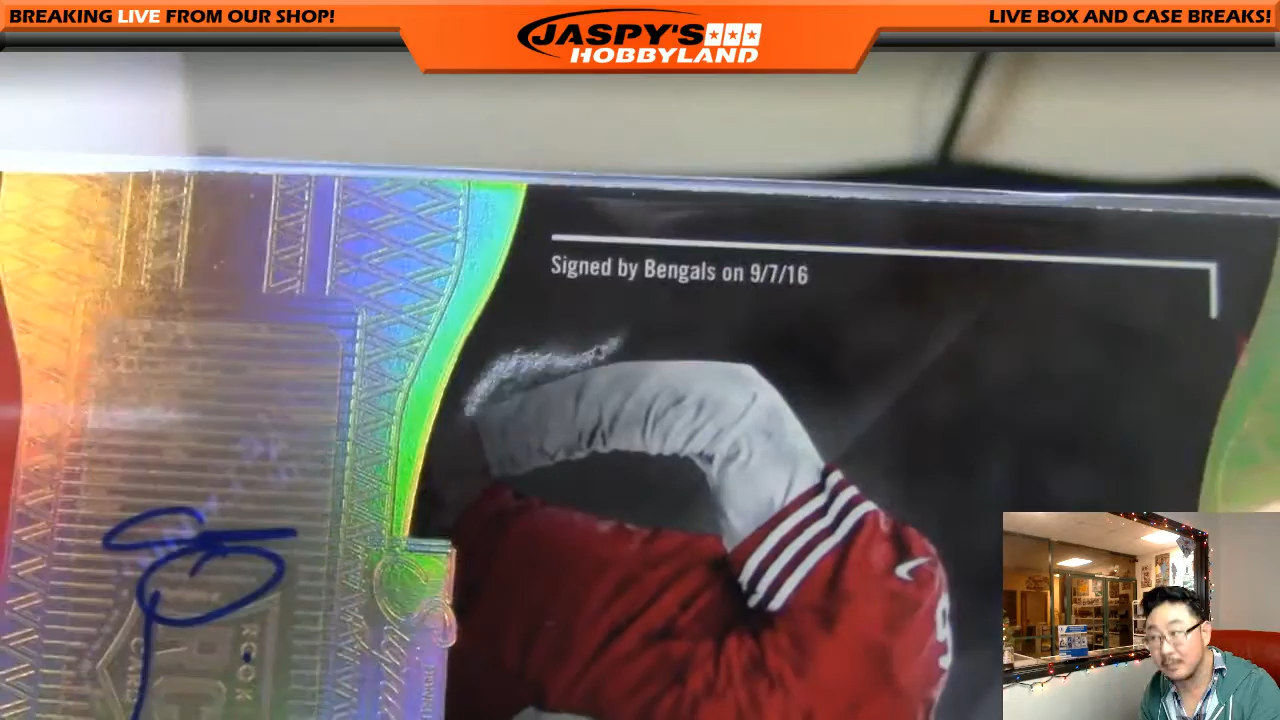 BREAKING LIVE FROM OUR SHOP!
JASPY'S
HOBBYLAND
LIVE BOX AND CASE BREAKS!
Signed by Bengals on 9/7/16